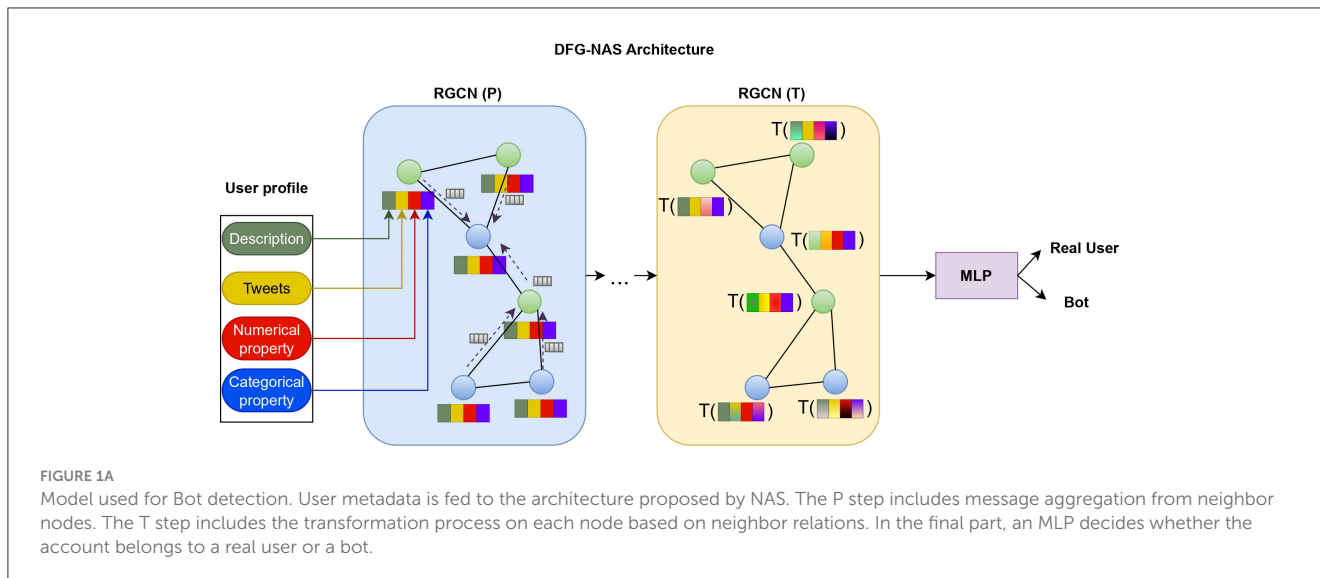 DFG-NAS Architecture
RGCN (P)
RGCN (T)
User profile
Description
Tweets
Numerical
property
Categorical
property
...
T( )
T( )
T( )
T( )
T( )
T( )
MLP
Real User
Bot
FIGURE 1A
Model used for Bot detection. User metadata is fed to the architecture proposed by NAS. The P step includes message aggregation from neighbor
nodes. The T step includes the transformation process on each node based on neighbor relations. In the final part, an MLP decides whether the
account belongs to a real user or a bot.